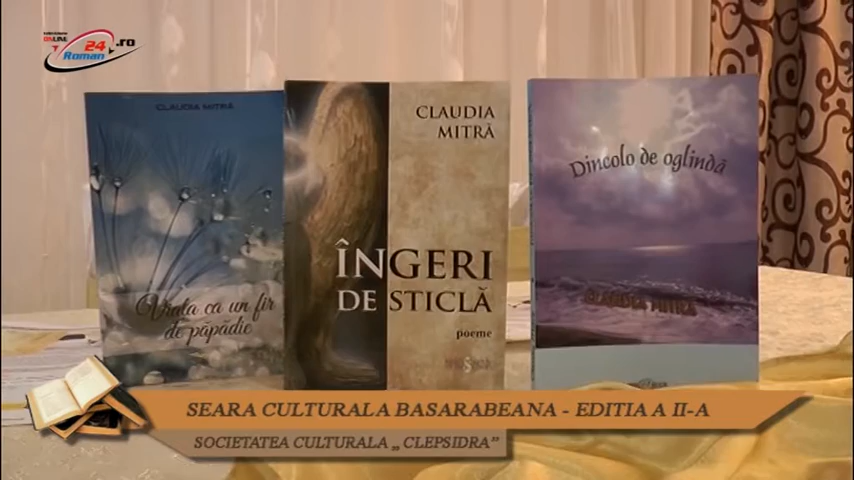 ONLINE
24
.ro
Roman
CLAUDIA MITRĂ
Viața ca un fir
de păpădie
CLAUDIA
MITRĂ
ÎNGERI
DE STICLĂ
poeme
Dincolo de oglindă
CLAUDIA MITRĂ
SEARA CULTURALA BASARABEANA - EDITIA A II-A
SOCIETATEA CULTURALA „ CLEPSIDRA”